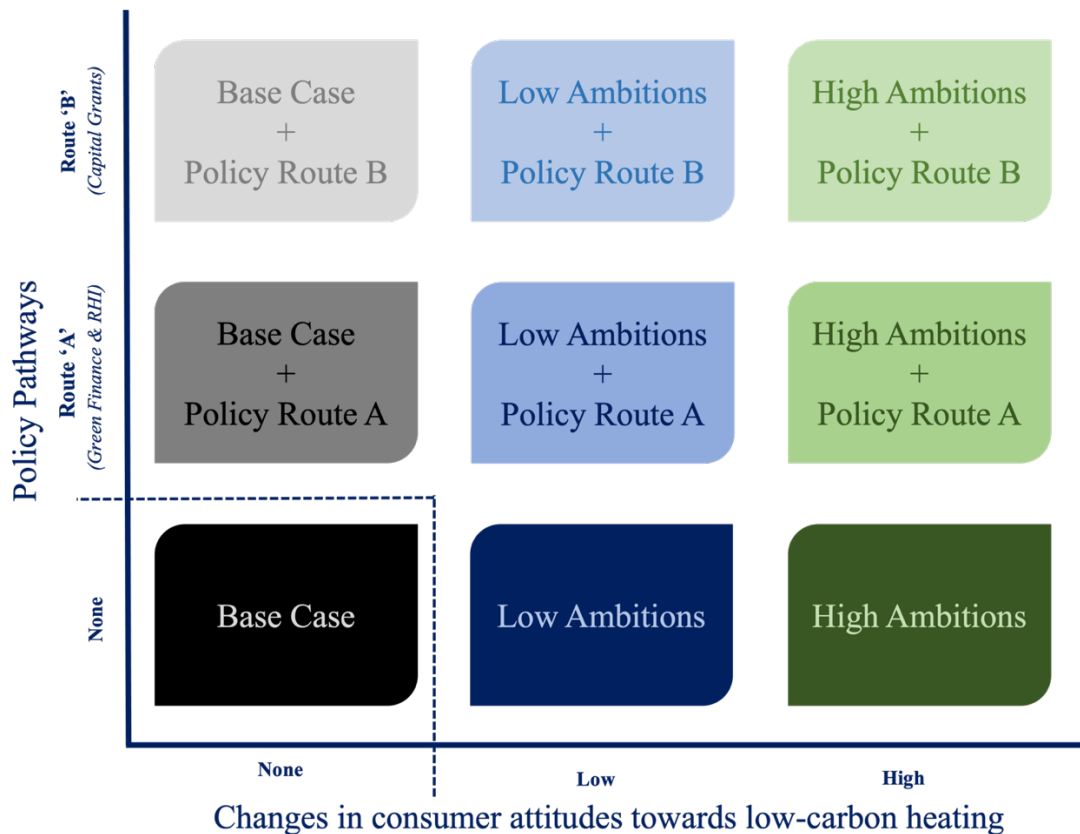 Policy Pathways
Route ‘B’
(Capital Grants)
Base Case
+
Policy Route B
Low Ambitions
+
Policy Route B
High Ambitions
+
Policy Route B
Route ‘A’
(Green Finance & RHI)
Base Case
+
Policy Route A
Low Ambitions
+
Policy Route A
High Ambitions
+
Policy Route A
None
Base Case
Low Ambitions
High Ambitions
None
Low
High
Changes in consumer attitudes towards low-carbon heating